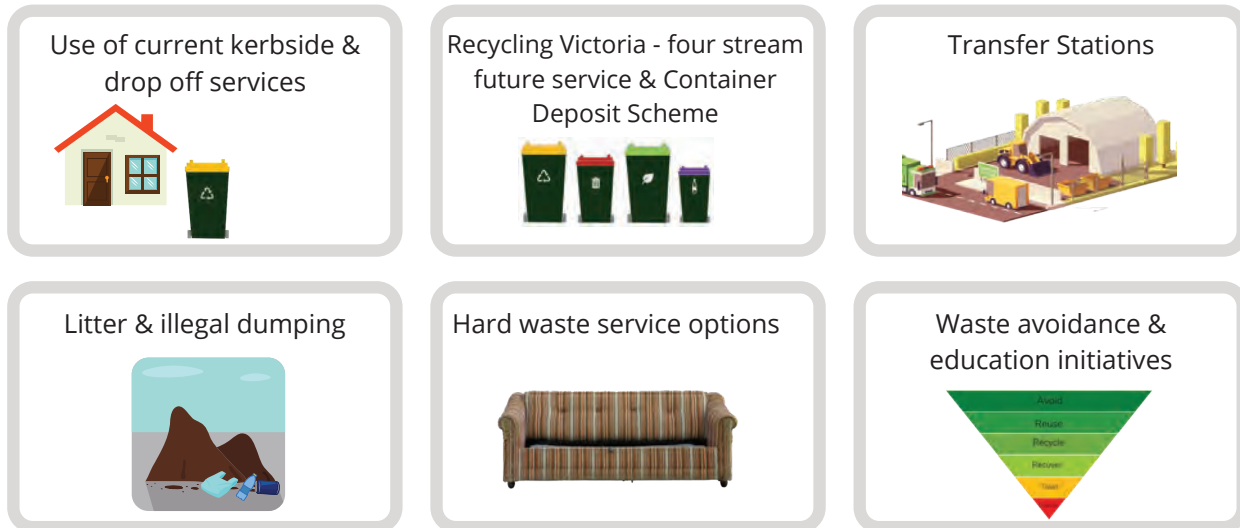 Use of current kerbside &
drop off services
Recycling Victoria - four stream
future service & Container
Deposit Scheme
Transfer Stations
Litter & illegal dumping
Hard waste service options
Waste avoidance &
education initiatives
Avoid
Reuse
Recycle
Recover
Treat